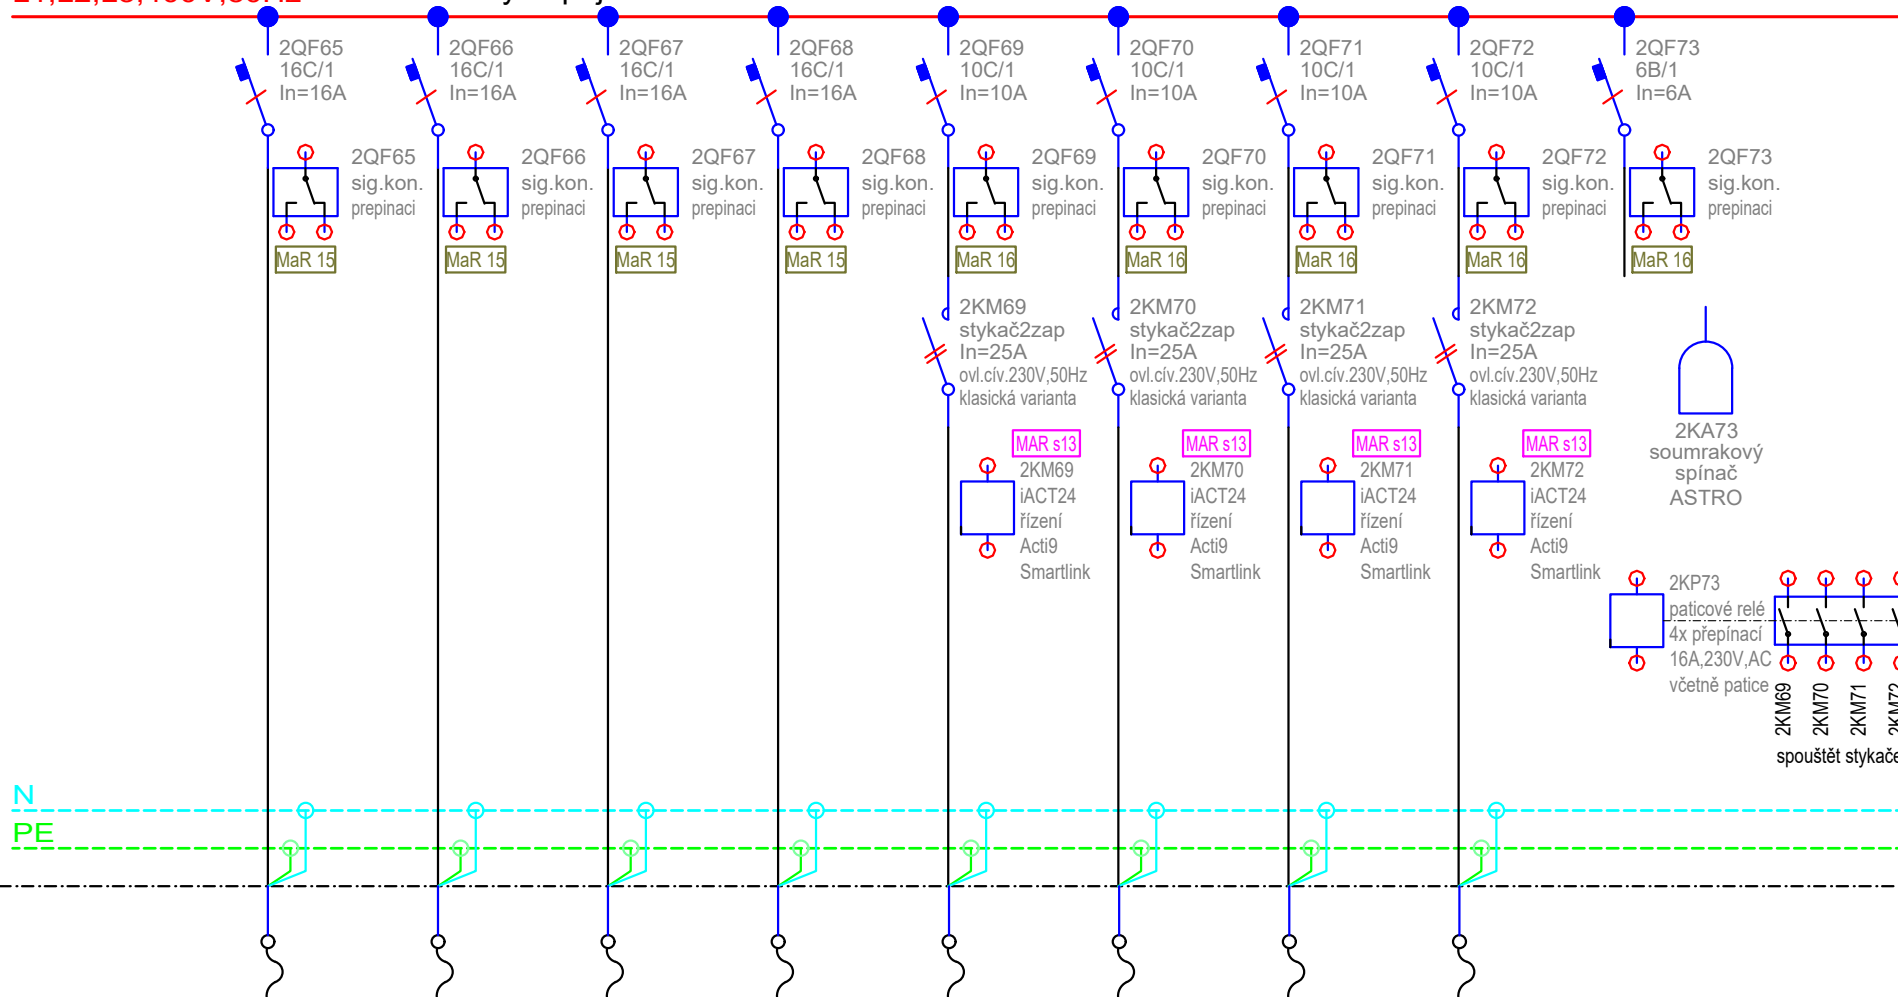 2QF65
16C/1
In=16A
2QF66
16C/1
In=16A
2QF67
16C/1
In=16A
2QF68
16C/1
In=16A
2QF69
10C/1
In=10A
2QF70
10C/1
In=10A
2QF71
10C/1
In=10A
2QF72
10C/1
In=10A
2QF73
6B/1
In=6A
2QF65
sig.kon.
prepinaci
MaR 15
2QF66
sig.kon.
prepinaci
MaR 15
2QF67
sig.kon.
prepinaci
MaR 15
2QF68
sig.kon.
prepinaci
MaR 15
2QF69
sig.kon.
prepinaci
MaR 16
2QF70
sig.kon.
prepinaci
MaR 16
2QF71
sig.kon.
prepinaci
MaR 16
2QF72
sig.kon.
prepinaci
MaR 16
2QF73
sig.kon.
prepinaci
MaR 16
2KM69
stykač2zap
In=25A
ovl.cív.230V,50Hz
klasická varianta
2KM70
stykač2zap
In=25A
ovl.cív.230V,50Hz
klasická varianta
2KM71
stykač2zap
In=25A
ovl.cív.230V,50Hz
klasická varianta
2KM72
stykač2zap
In=25A
ovl.cív.230V,50Hz
klasická varianta
2KA73
soumrakový
spínač
ASTRO
MAR s13
2KM69
iACT24
řízení
Acti9
Smartlink
MAR s13
2KM70
iACT24
řízení
Acti9
Smartlink
MAR s13
2KM71
iACT24
řízení
Acti9
Smartlink
MAR s13
2KM72
iACT24
řízení
Acti9
Smartlink
2KP73
paticové relé
4x přepínací
16A,230V,AC
včetně patice
2KM69
2KM70
2KM71
2KM72
spouštět stykače
N
PE